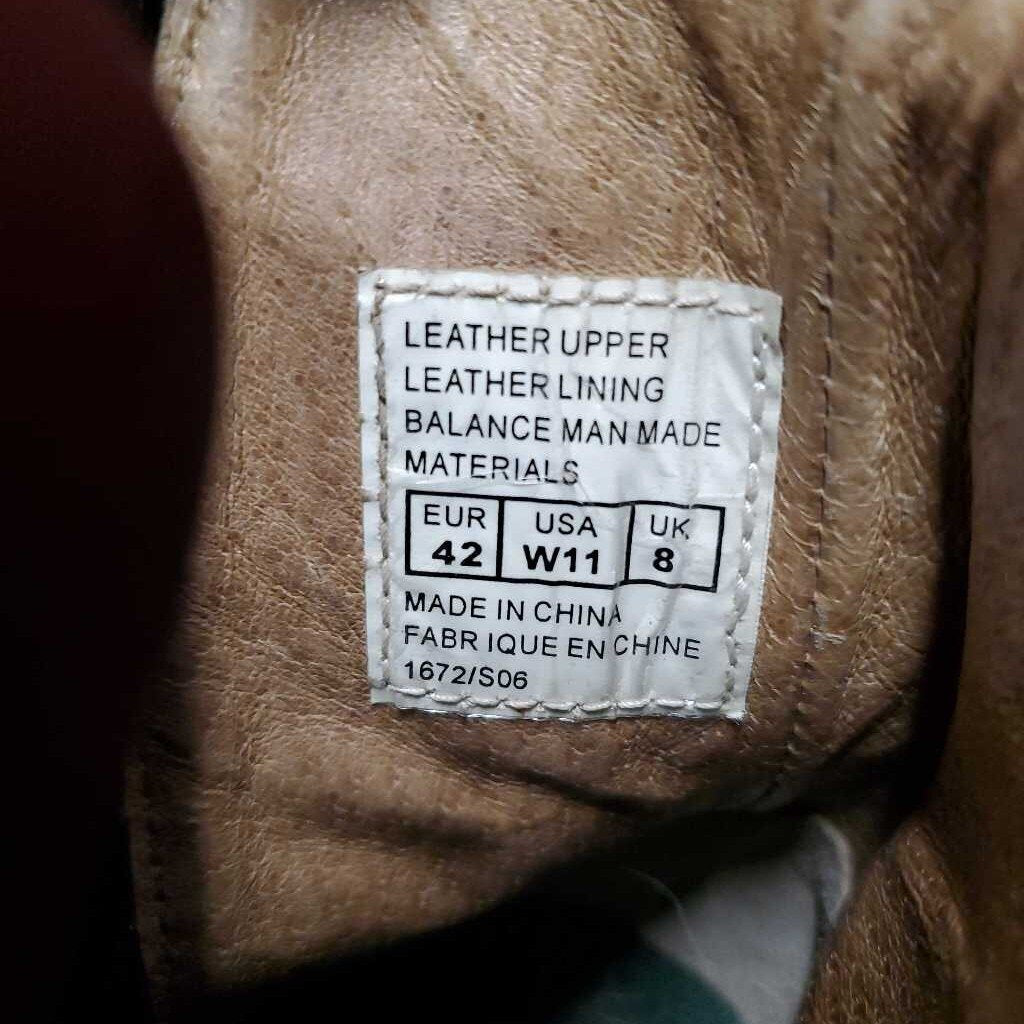 LEATHER UPPER
LEATHER LINING
BALANCE MAN MADE
MATERIALS
EUR USA UK
42 W11 8
MADE IN CHINA
FABR IQUE EN CHINE
1672/S06